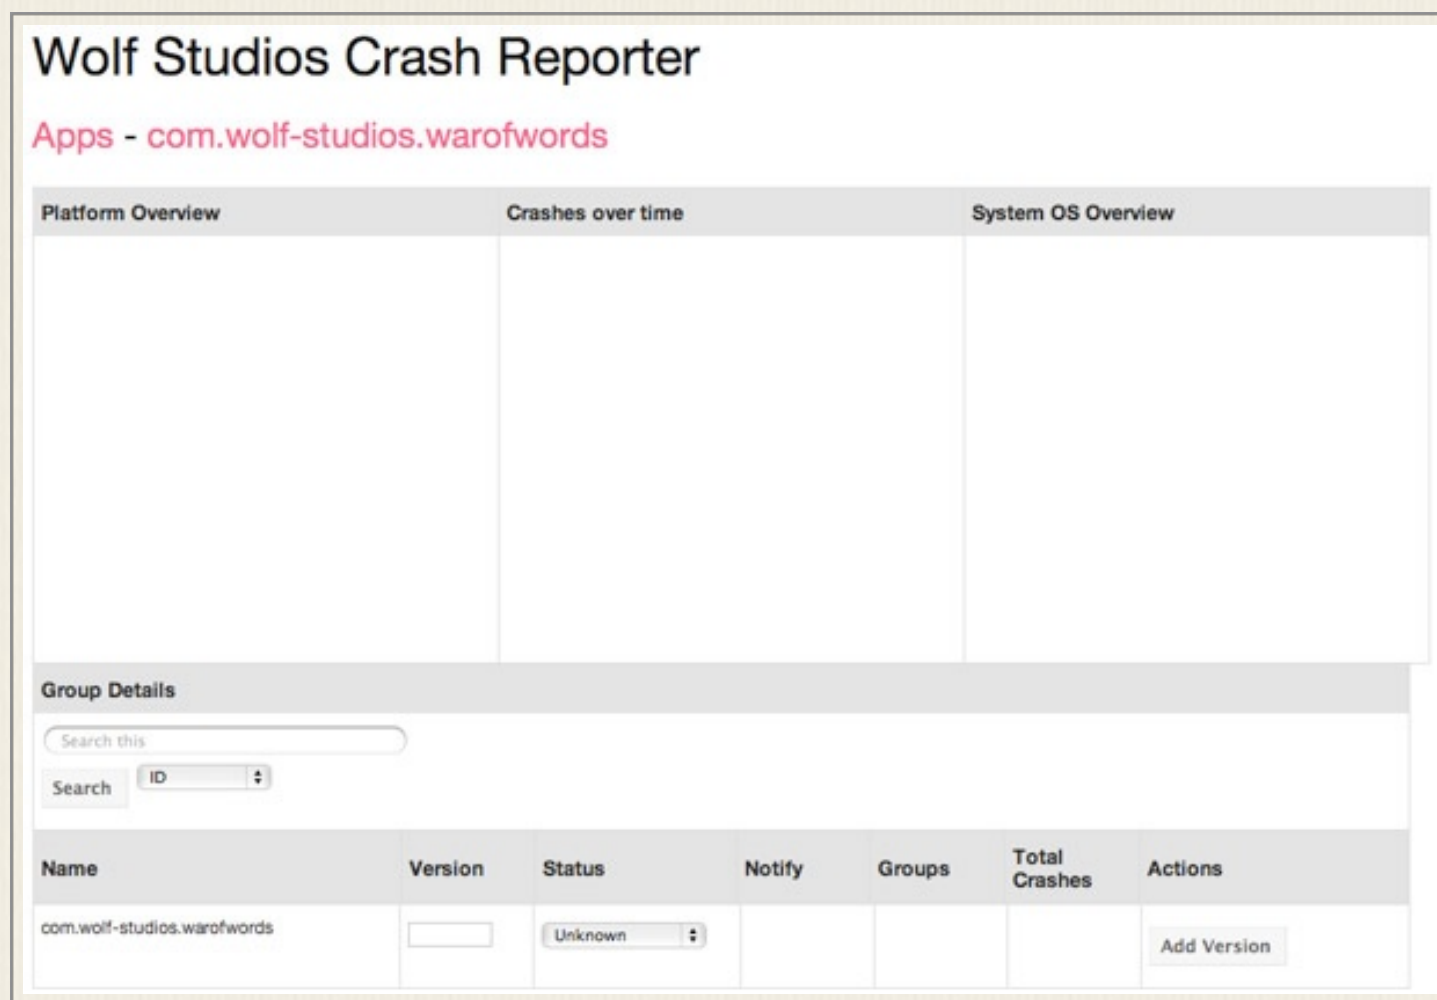 Wolf Studios Crash Reporter
Apps - com.wolf-studios.warofwords
Platform Overview Crashes over time System OS Overview
Group Details
Search this
Search ID
Name Version Status Notify Groups Total Crashes Actions
com.wolf-studios.warofwords Unknown Add Version